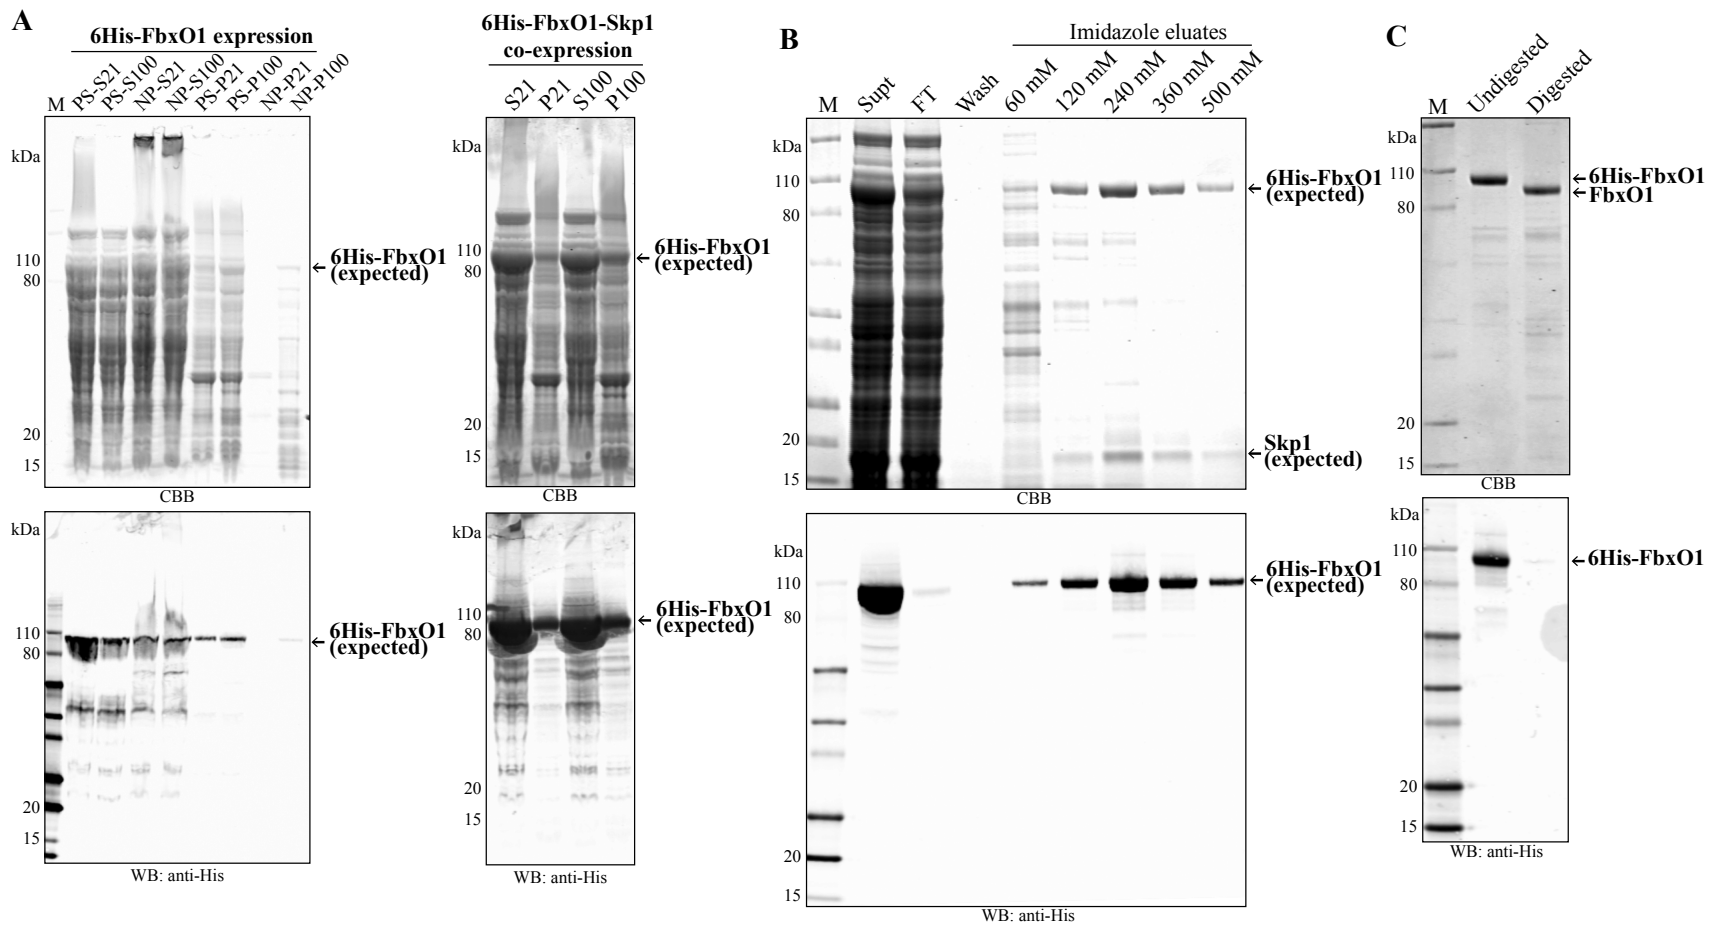 A
6His-FbxO1 expression
M PS-S21 PS-S100 NP-S21 NP-S100 PS-P21 PS-P100 NP-P21 NP-P100
kDa
110
80
20
15
6His-FbxO1
(expected)
CBB
kDa
110
80
20
15
6His-FbxO1
(expected)
WB: anti-His
6His-FbxO1-Skp1
co-expression
S21 P21 S100 P100
kDa
110
80
20
15
6His-FbxO1
(expected)
CBB
kDa
110
80
20
15
6His-FbxO1
(expected)
WB: anti-His
B
Imidazole eluates
M Supt FT Wash 60 mM 120 mM 240 mM 360 mM 500 mM
kDa
110
80
20
15
6His-FbxO1
(expected)
Skp1
(expected)
CBB
kDa
110
80
20
15
6His-FbxO1
(expected)
WB: anti-His
C
M Undigested Digested
kDa
110
80
20
15
6His-FbxO1
FbxO1
CBB
kDa
110
80
20
15
6His-FbxO1
WB: anti-His